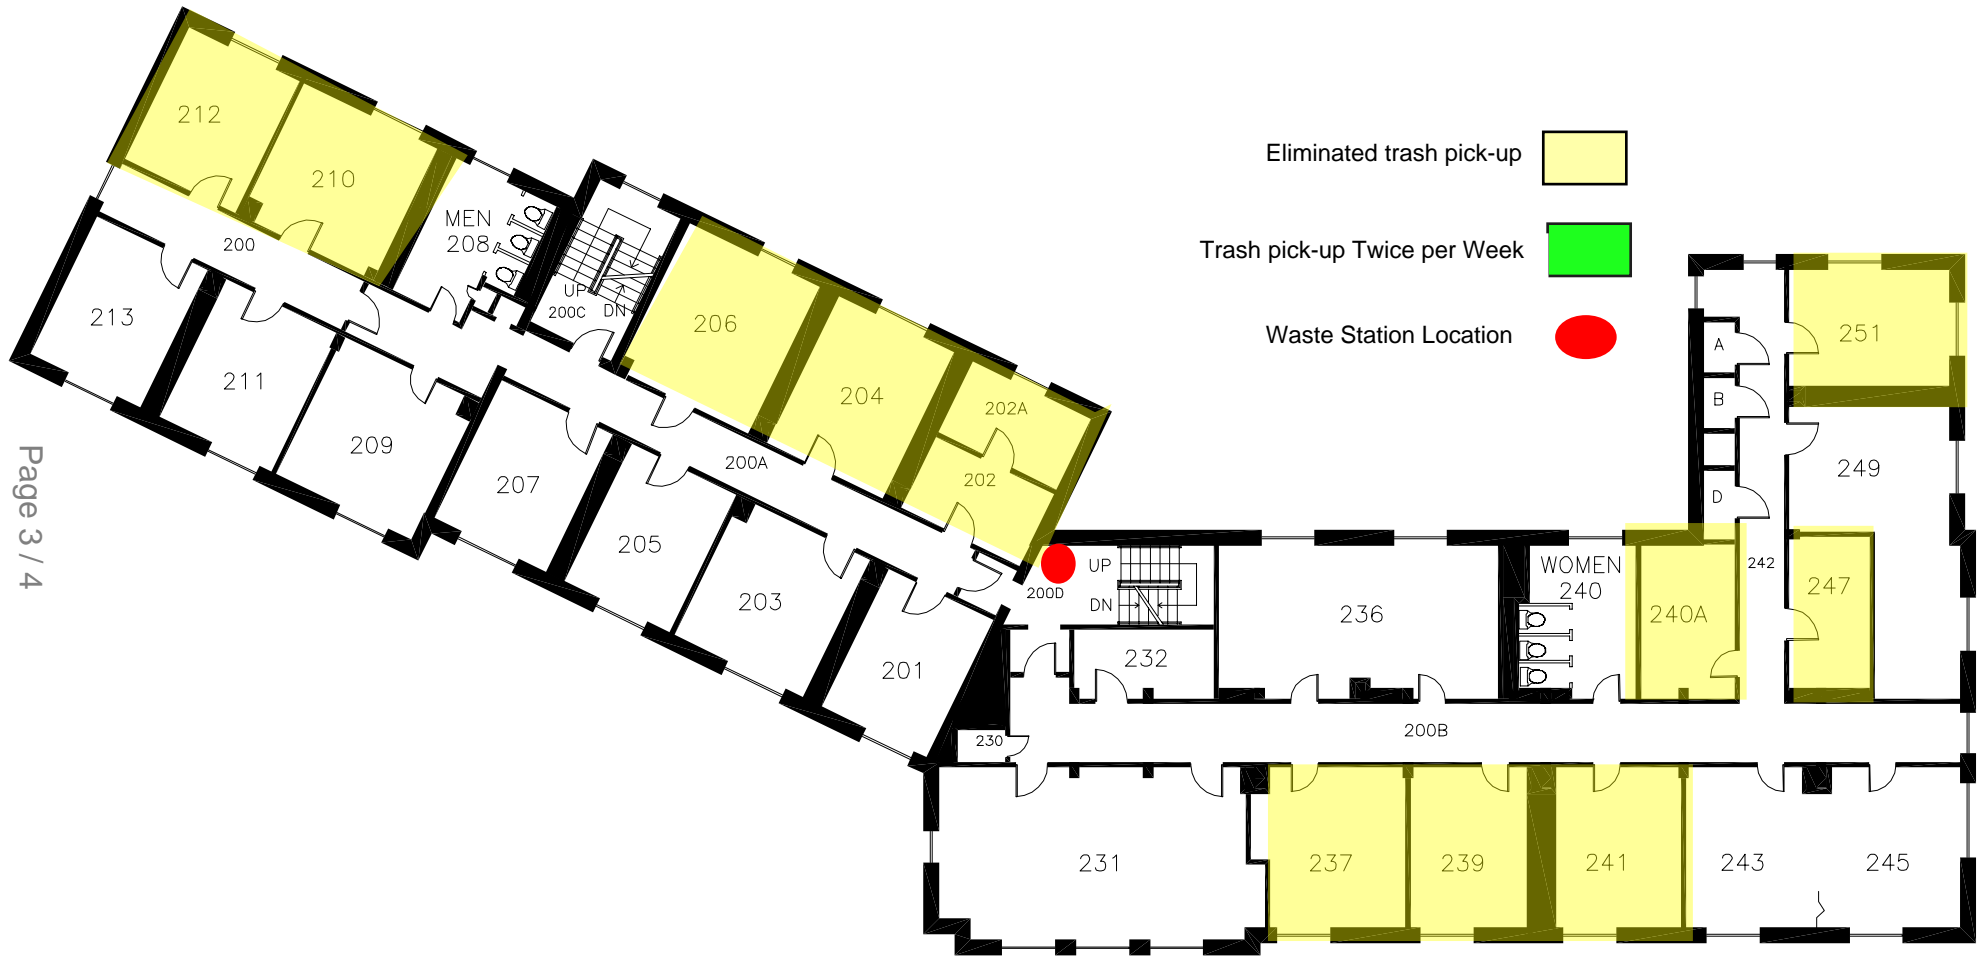 Eliminated trash pick-up
Trash pick-up Twice per Week
Waste Station Location
212
210
MEN
208
200
213
211
209
UP
200C
DN
206
204
202A
202
200A
207
205
203
201
200D
UP
DN
232
230
236
WOMEN
240
240A
242
247
249
251
A
B
D
200B
231
237
239
241
243
245
Page 3 / 4